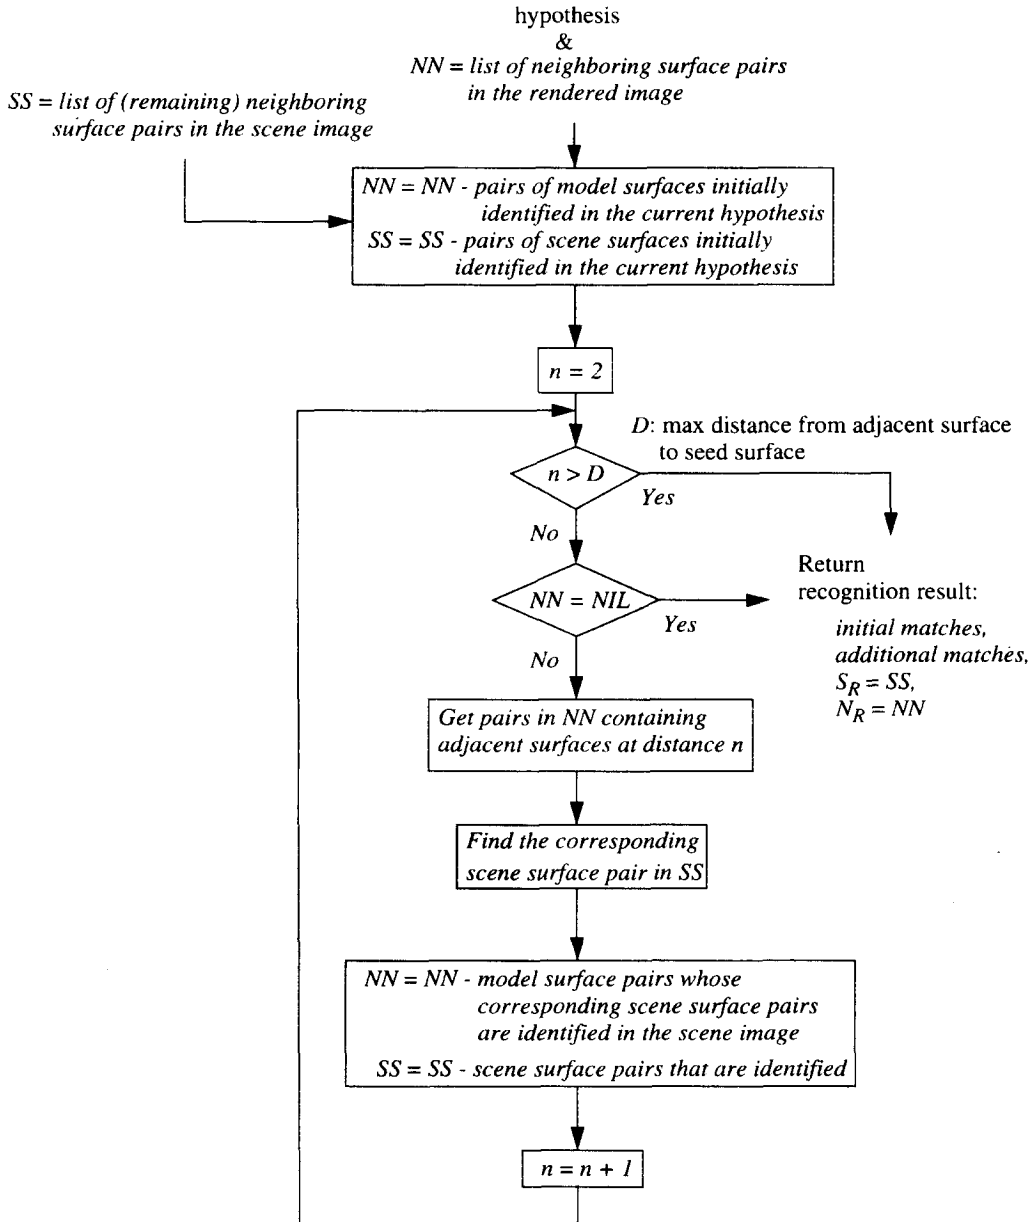 hypothesis
&
NN = list of neighboring surface pairs
in the rendered image
SS = list of (remaining) neighboring
surface pairs in the scene image
NN = NN - pairs of model surfaces initially
identified in the current hypothesis
SS = SS - pairs of scene surfaces initially
identified in the current hypothesis
n = 2
D: max distance from adjacent surface
to seed surface
n > D
Yes
No
NN = NIL
Yes
No
Return
recognition result:
initial matches,
additional matches,
S_R = SS,
N_R = NN
Get pairs in NN containing
adjacent surfaces at distance n
Find the corresponding
scene surface pair in SS
NN = NN - model surface pairs whose
corresponding scene surface pairs
are identified in the scene image
SS = SS - scene surface pairs that are identified
n = n + 1